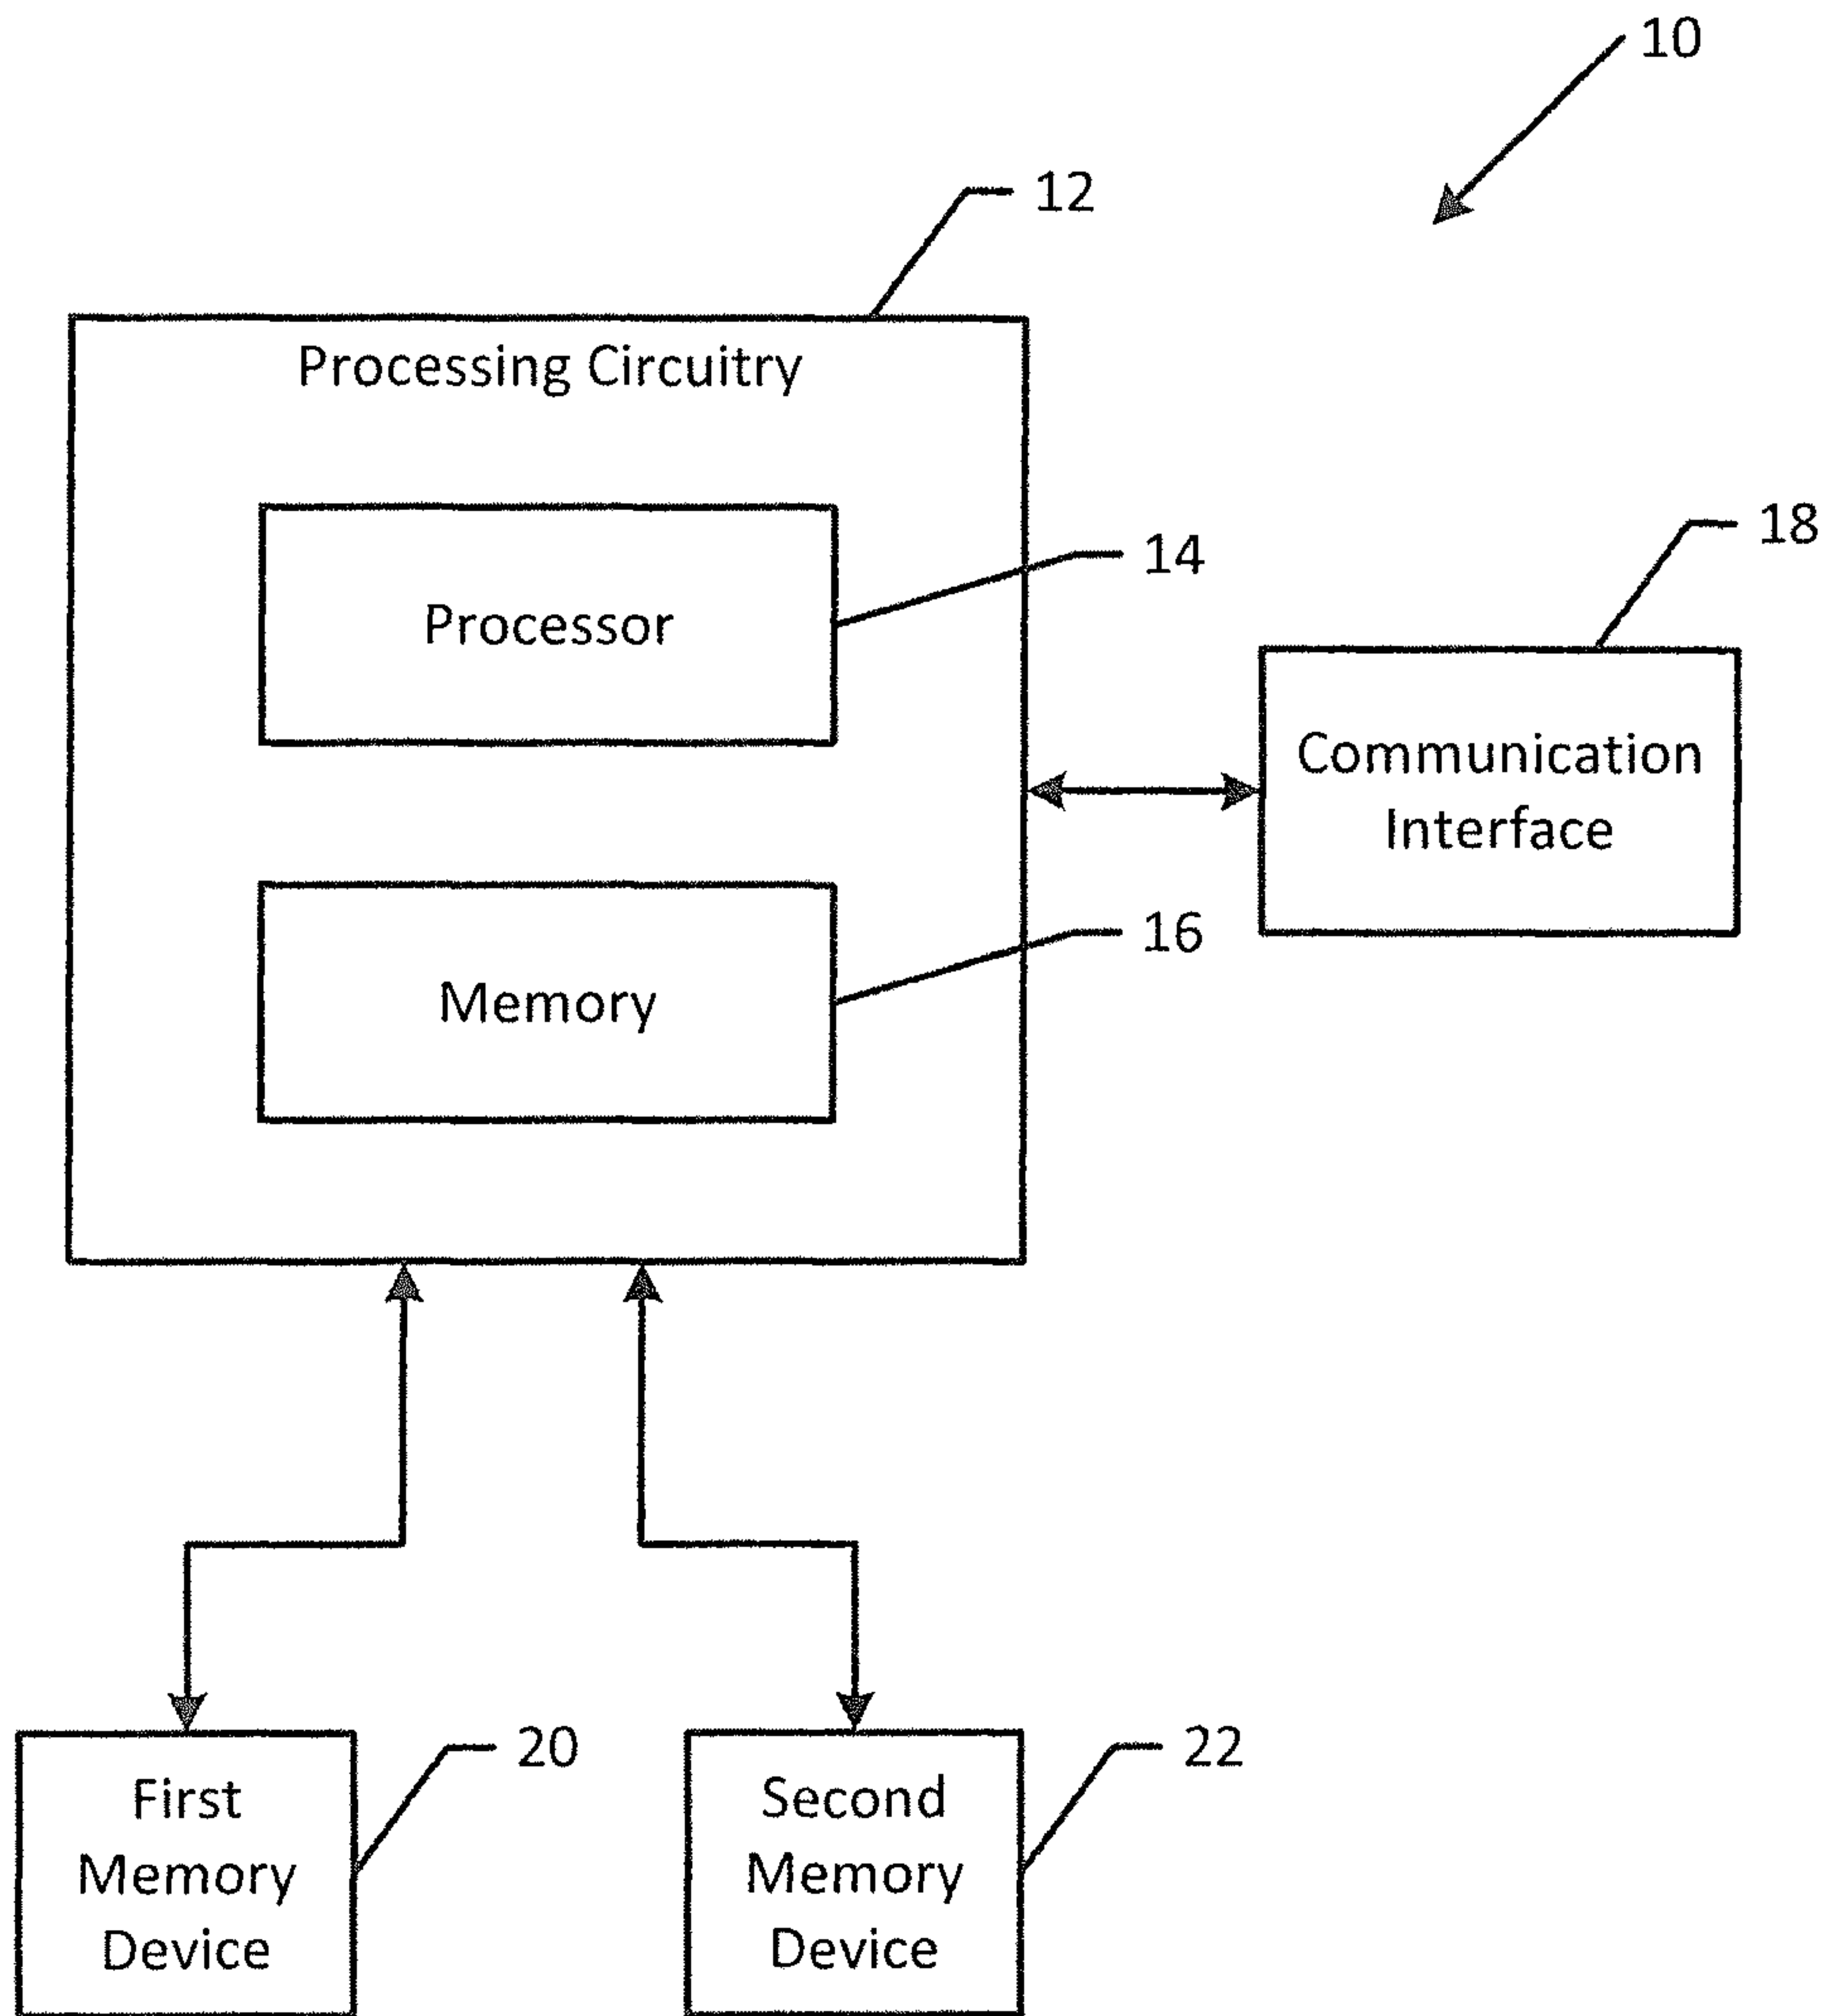 10
12
Processing Circuitry
Processor
14
18
Communication
Interface
Memory
16
First
Memory
Device
20
Second
Memory
Device
22